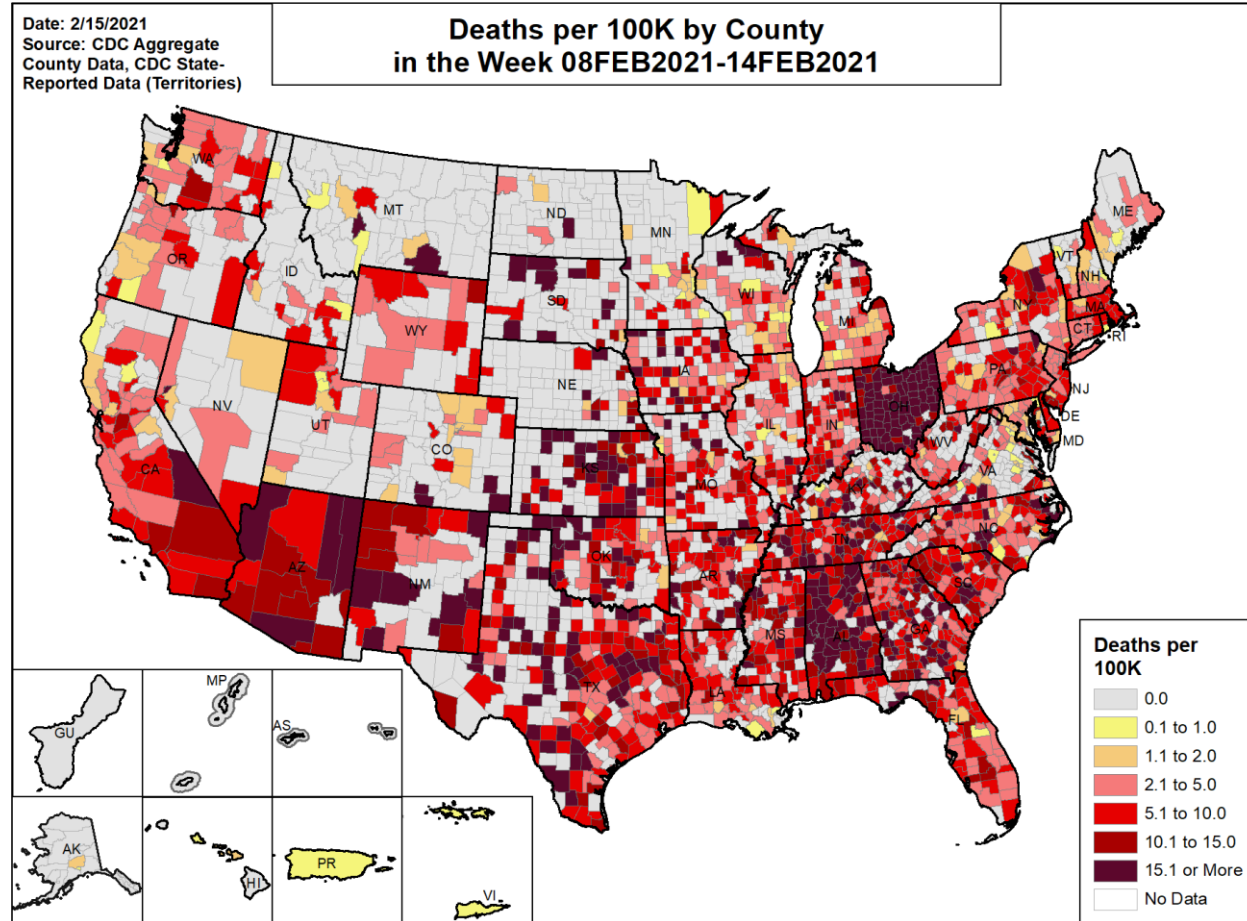 Date: 2/15/2021
Source: CDC Aggregate
County Data, CDC State-
Reported Data (Territories)
Deaths per 100K by County
in the Week 08FEB2021-14FEB2021
WA
MT
ND
MN
ME
OR
ID
SD
WI
MI
VT
NH
NY
MA
CT
RI
WY
IA
PA
NJ
NE
NV
UT
CO
IL
IN
OH
DE
MD
WV
VA
CA
KS
MO
KY
AZ
NM
OK
AR
TN
NC
SC
MS
AL
GA
TX
LA
FL
MP
GU
AS
AK
HI
PR
VI
Deaths per
100K
0.0
0.1 to 1.0
1.1 to 2.0
2.1 to 5.0
5.1 to 10.0
10.1 to 15.0
15.1 or More
No Data